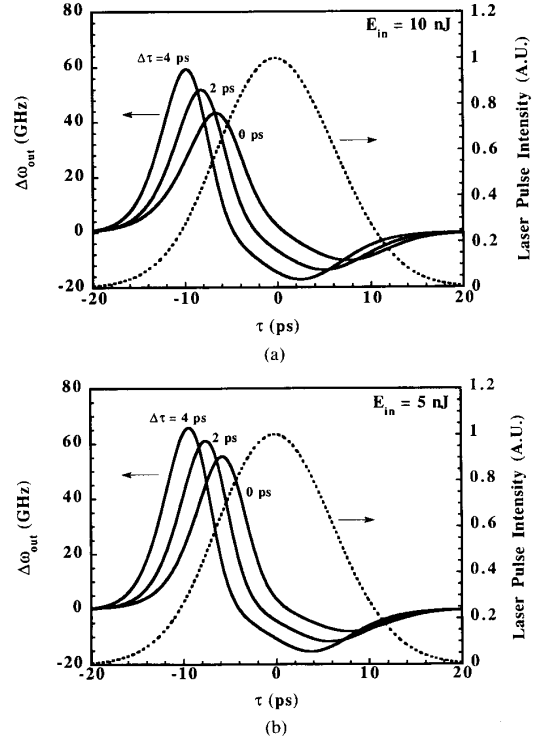 80
60
40
20
0
-20
Δω_out (GHz)
Δτ=4 ps
2 ps
0 ps
E_in = 10 nJ
1.2
1
0.8
0.6
0.4
0.2
0
Laser Pulse Intensity (A.U.)
-20
-10
0
10
20
τ (ps)
(a)
80
60
40
20
0
-20
Δω_out (GHz)
Δτ = 4 ps
2 ps
0 ps
E_in = 5 nJ
1.2
1
0.8
0.6
0.4
0.2
0
Laser Pulse Intensity (A.U.)
-20
-10
0
10
20
τ (ps)
(b)